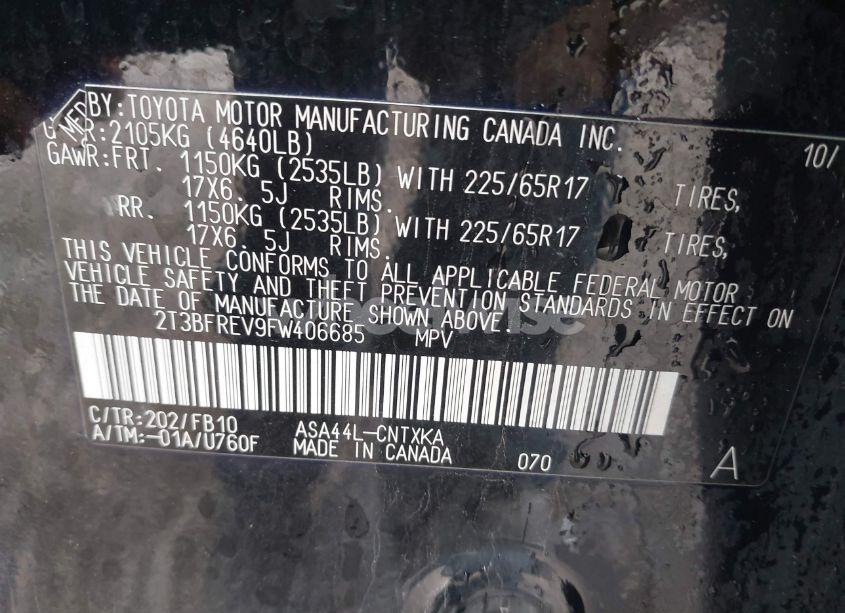 BY: TOYOTA MOTOR MANUFACTURING CANADA INC. 10/
2105KG (4640LB)
GAWR: FRT. 1150KG (2535LB) WITH 225/65R17 TIRES,
17X6. 5J RIMS.
RR. 1150KG (2535LB) WITH 225/65R17 TIRES,
17X6. 5J RIMS.
THIS VEHICLE CONFORMS TO ALL APPLICABLE FEDERAL MOTOR
VEHICLE SAFETY AND THEFT PREVENTION STANDARDS IN EFFECT ON
THE DATE OF MANUFACTURE SHOWN ABOVE.
2T3BFREV9FW406685 MPV
C/TR:202/FB10 ASA44L-CNTXKA
A/TM:-01A/U760F MADE IN CANADA 070 A